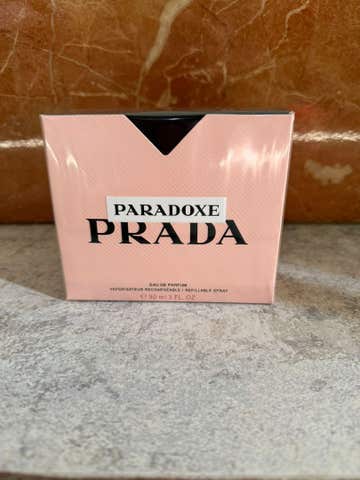 PARADOXE
PRADA
EAU DE PARFUM
VAPORISATEUR RECHARGEABLE / REFILLABLE SPRAY
℮ 90 ml 3 FL. OZ